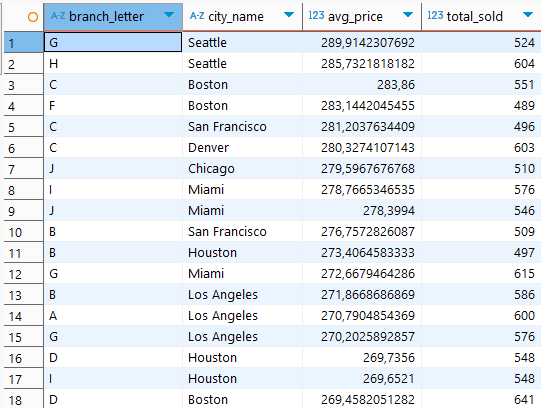 A-Z branch_letter A-Z city_name 123 avg_price 123 total_sold
1 G Seattle 289,9142307692 524
2 H Seattle 285,7321818182 604
3 C Boston 283,86 551
4 F Boston 283,1442045455 489
5 C San Francisco 281,2037634409 496
6 C Denver 280,3274107143 603
7 J Chicago 279,5967676768 510
8 I Miami 278,7665346535 576
9 J Miami 278,3994 546
10 B San Francisco 276,7572826087 509
11 B Houston 273,4064583333 497
12 G Miami 272,6679464286 615
13 B Los Angeles 271,8668686869 586
14 A Los Angeles 270,7904854369 600
15 G Los Angeles 270,2025892857 576
16 D Houston 269,7356 548
17 I Houston 269,6521 548
18 D Boston 269,4582051282 641